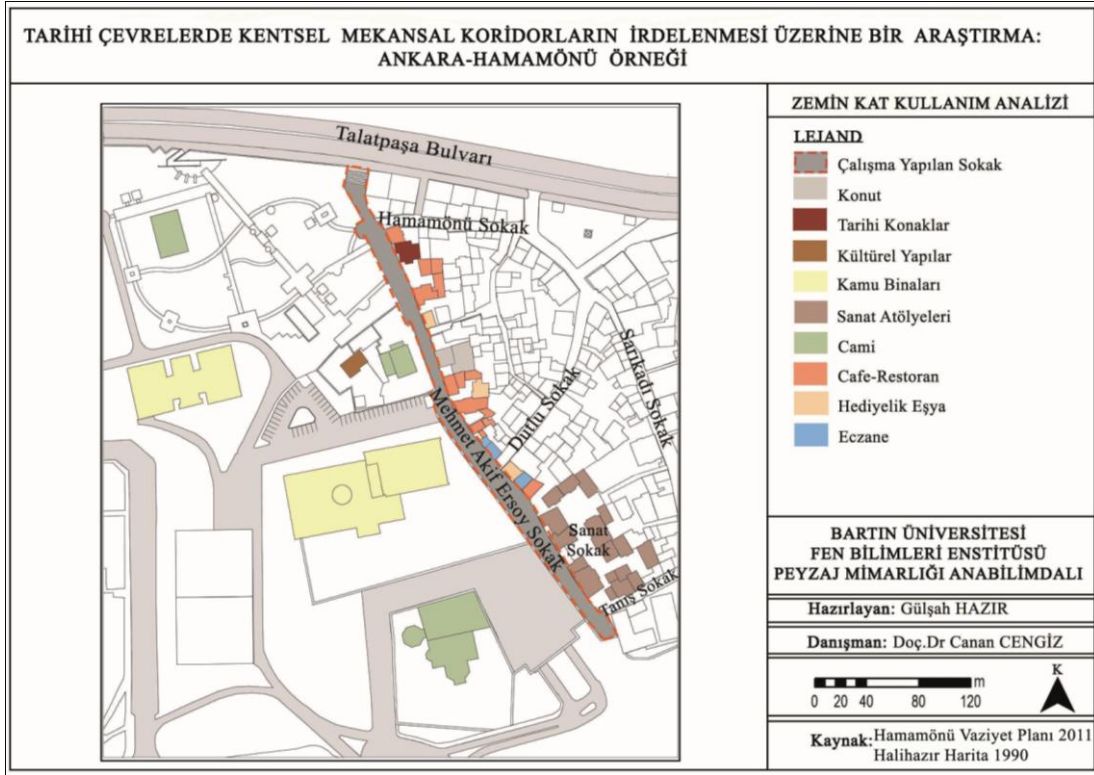 TARİHİ ÇEVRELERDE KENTSEL MEKANSAL KORİDORLARIN İRDELENMESİ ÜZERİNE BİR ARAŞTIRMA:
ANKARA-HAMAMÖNÜ ÖRNEĞİ
Talatpaşa Bulvarı
Hamamönü Sokak
Sarıkadı Sokak
Dutlu Sokak
Mehmet Akif Ersoy Sokak
Sanat
Sokak
Tanış Sokak
ZEMİN KAT KULLANIM ANALİZİ
LEJAND
Çalışma Yapılan Sokak
Konut
Tarihi Konaklar
Kültürel Yapılar
Kamu Binaları
Sanat Atölyeleri
Cami
Cafe-Restoran
Hediyelik Eşya
Eczane
BARTIN ÜNİVERSİTESİ
FEN BİLİMLERİ ENSTİTÜSÜ
PEYZAJ MİMARLIĞI ANABİLİMDALI
Hazırlayan: Gülşah HAZIR
Danışman: Doç.Dr Canan CENGİZ
m
0 20 40 80 120
K
Kaynak: Hamamönü Vaziyet Planı 2011
Halihazır Harita 1990